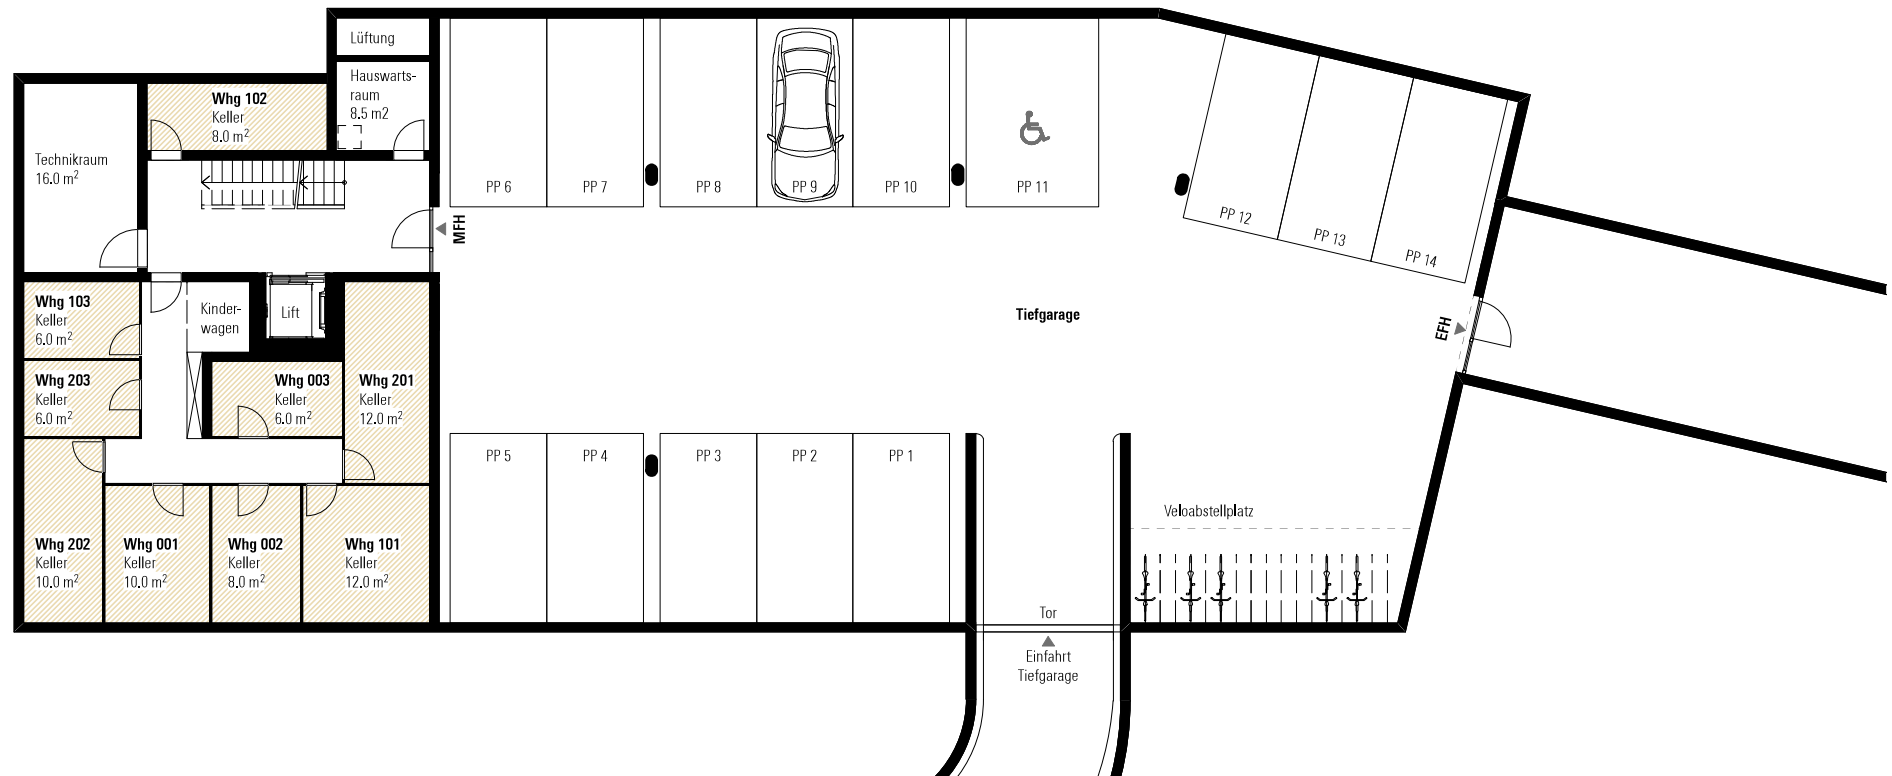 Lüftung
Hauswarts-
raum
8.5 m2
Whg 102
Keller
8.0 m²
Technikraum
16.0 m²
PP 6
PP 7
PP 8
PP 9
PP 10
PP 11
PP 12
PP 13
PP 14
MFH
Whg 103
Keller
6.0 m²
Kinder-
wagen
Lift
Tiefgarage
EFH
Whg 203
Keller
6.0 m²
Whg 003
Keller
6.0 m²
Whg 201
Keller
12.0 m²
PP 5
PP 4
PP 3
PP 2
PP 1
Veloabstellplatz
Whg 202
Keller
10.0 m²
Whg 001
Keller
10.0 m²
Whg 002
Keller
8.0 m²
Whg 101
Keller
12.0 m²
Tor
Einfahrt
Tiefgarage